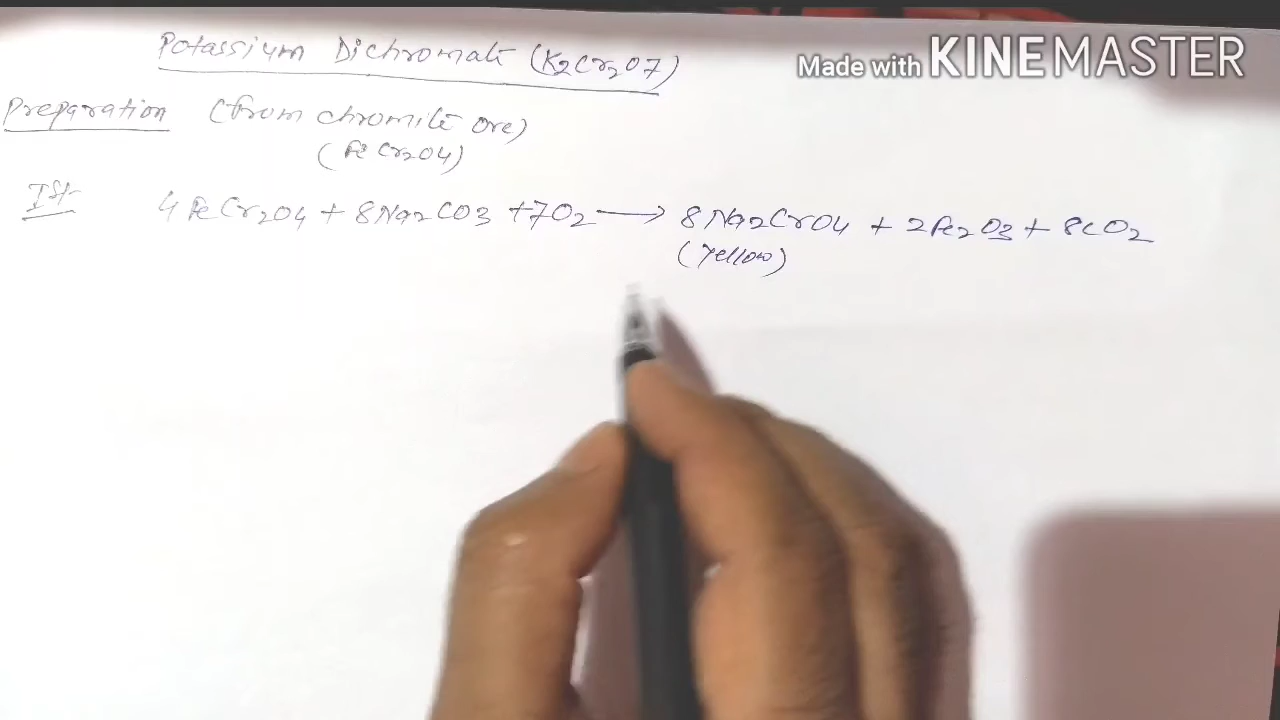 Potassium Dichromate (K2Cr2O7)
Made with KINEMASTER
Preparation (from chromite ore)
(FeCr2O4)
Ist
4FeCr2O4 + 8Na2CO3 + 7O2 → 8Na2CrO4 + 2Fe2O3 + 8CO2
(Yellow)